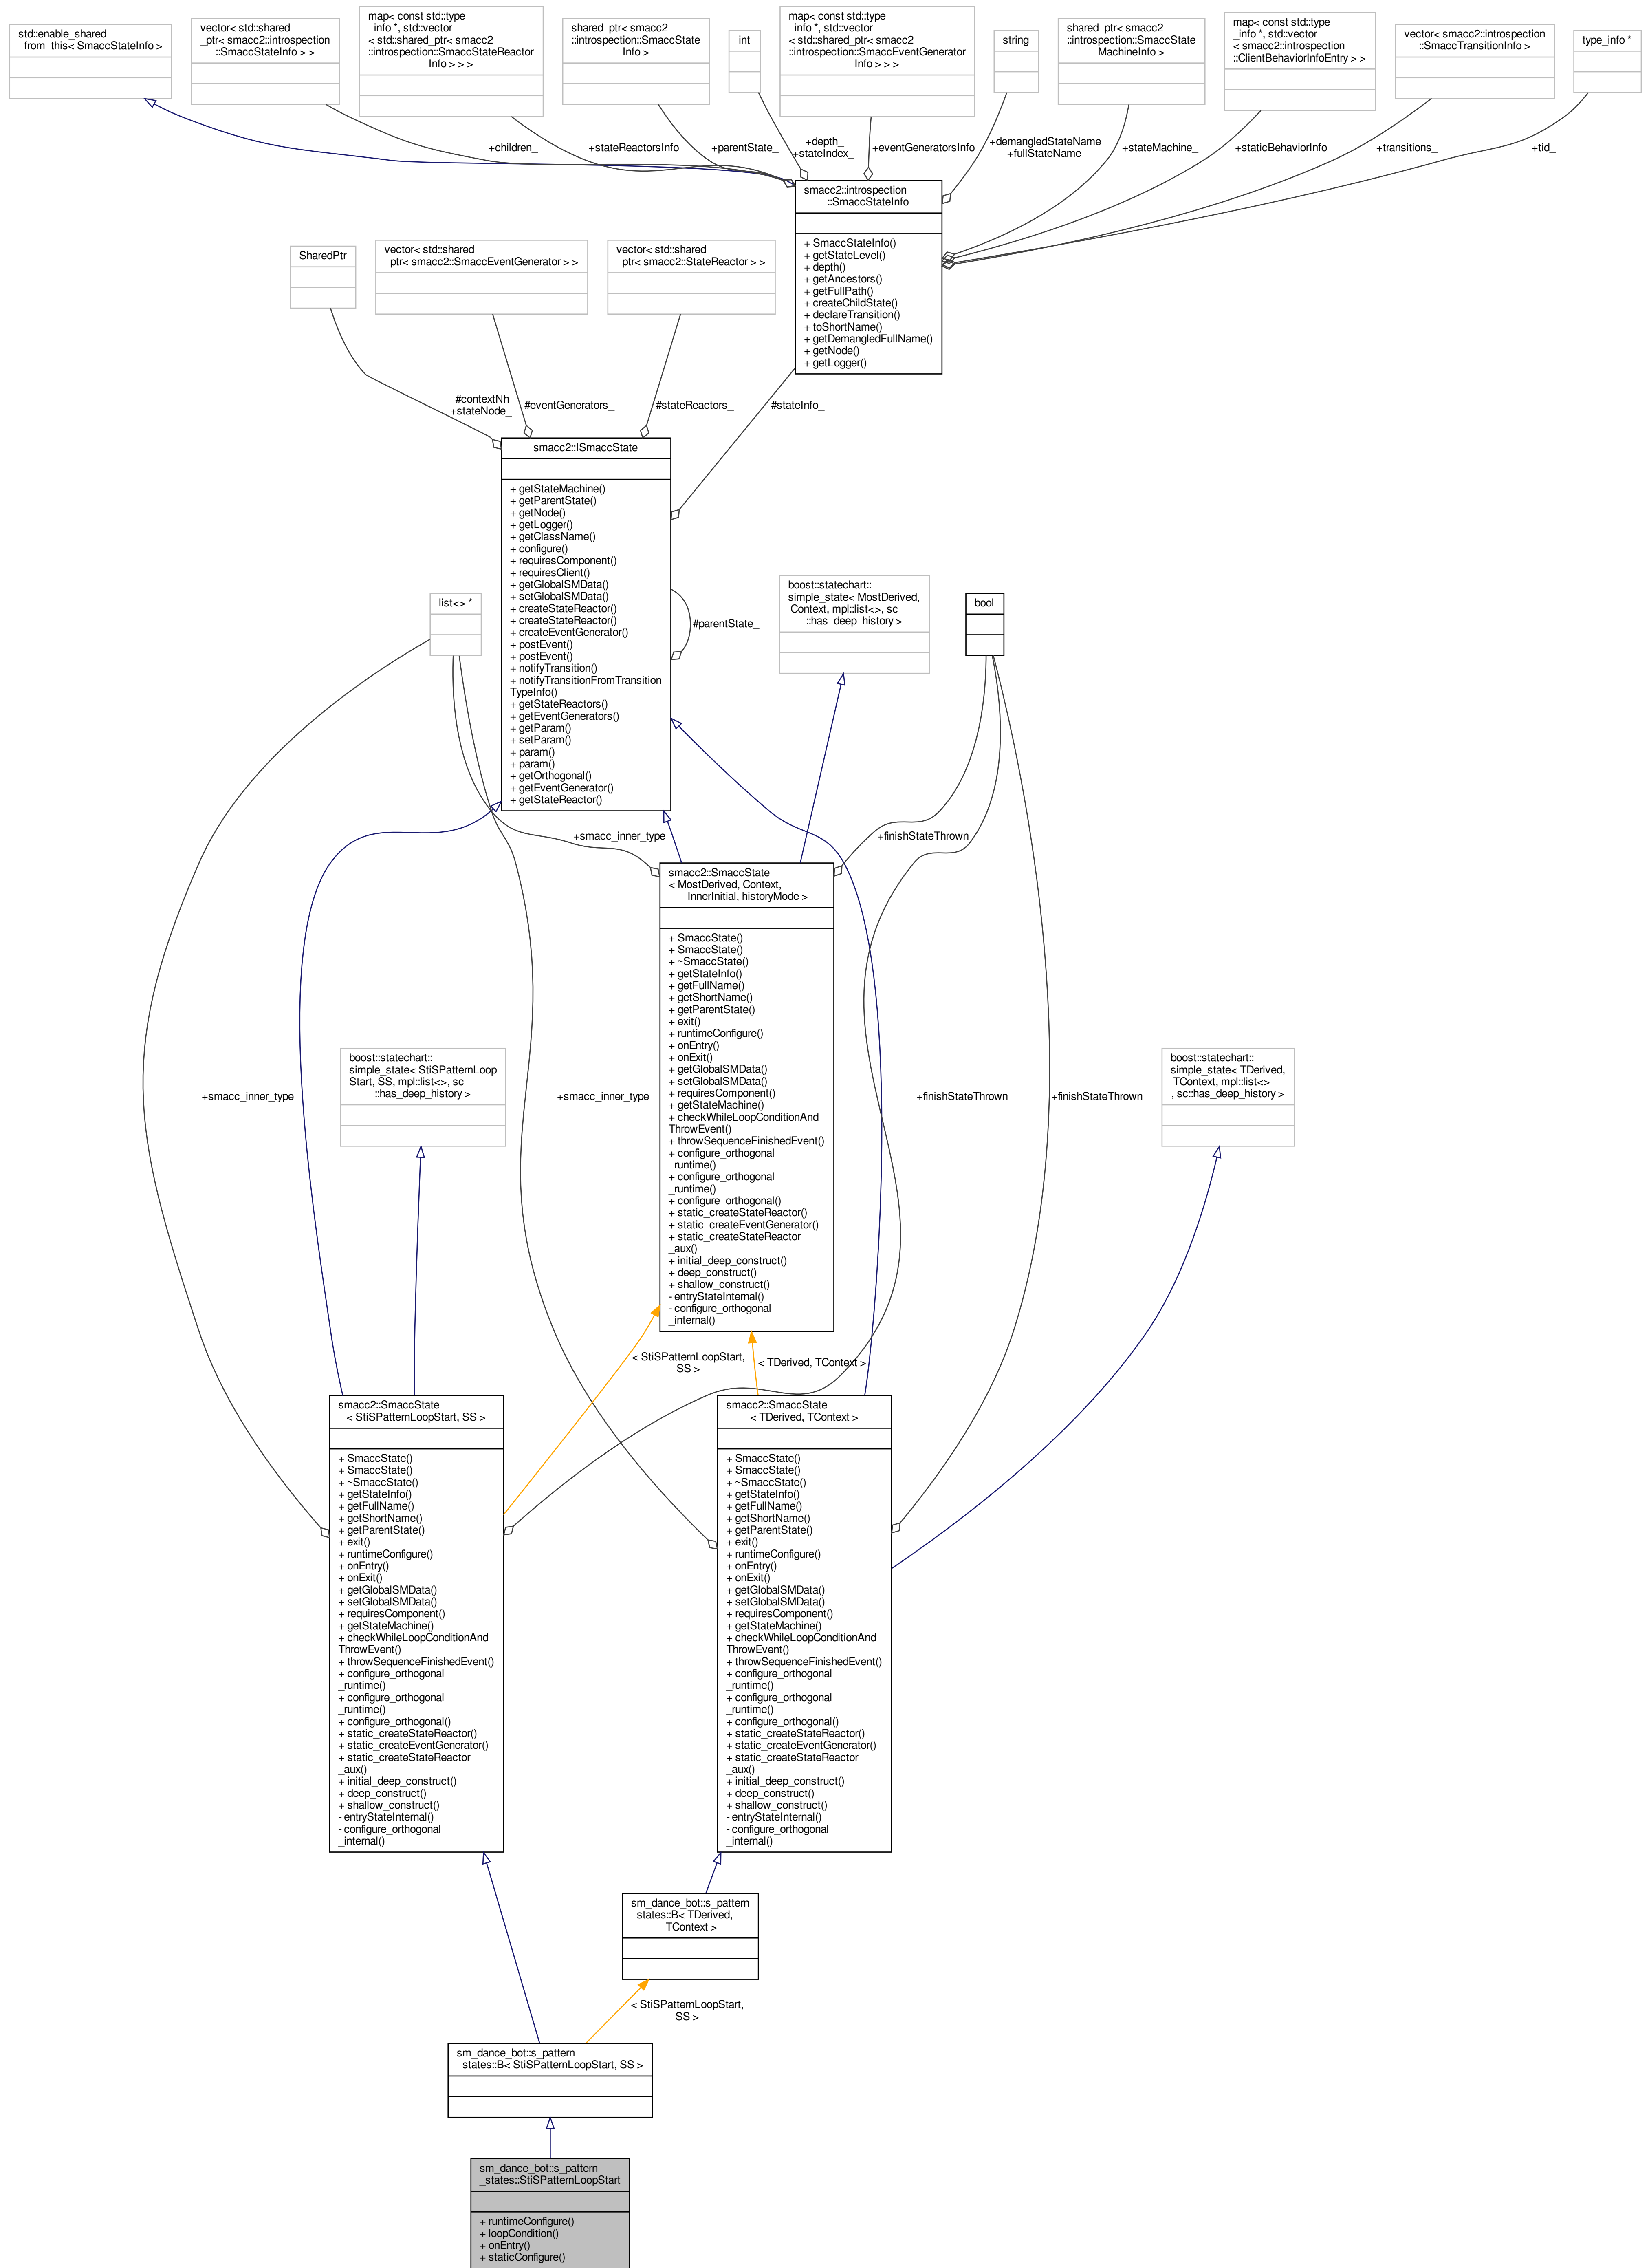 std::enable_shared
_from_this< SmaccStateInfo >
vector< std::shared
_ptr< smacc2::introspection
::SmaccStateInfo > >
map< const std::type
_info *, std::vector
< std::shared_ptr< smacc2
::introspection::SmaccStateReactor
Info > > >
shared_ptr< smacc2
::introspection::SmaccState
Info >
int
map< const std::type
_info *, std::vector
< std::shared_ptr< smacc2
::introspection::SmaccEventGenerator
Info > > >
string
shared_ptr< smacc2
::introspection::SmaccState
MachineInfo >
map< const std::type
_info *, std::vector
< smacc2::introspection
::ClientBehaviorInfoEntry > >
vector< smacc2::introspection
::SmaccTransitionInfo >
type_info *
+children_
+stateReactorsInfo
+parentState_
+depth_
+stateIndex_
+eventGeneratorsInfo
+demangledStateName
+fullStateName
+stateMachine_
+staticBehaviorInfo
+transitions_
+tid_
smacc2::introspection
::SmaccStateInfo
+ SmaccStateInfo()
+ getStateLevel()
+ depth()
+ getAncestors()
+ getFullPath()
+ createChildState()
+ declareTransition()
+ toShortName()
+ getDemangledFullName()
+ getNode()
+ getLogger()
SharedPtr
vector< std::shared
_ptr< smacc2::SmaccEventGenerator > >
vector< std::shared
_ptr< smacc2::StateReactor > >
#contextNh
+stateNode_
#eventGenerators_
#stateReactors_
#stateInfo_
smacc2::ISmaccState
+ getStateMachine()
+ getParentState()
+ getNode()
+ getLogger()
+ getClassName()
+ configure()
+ requiresComponent()
+ requiresClient()
+ getGlobalSMData()
+ setGlobalSMData()
+ createStateReactor()
+ createStateReactor()
+ createEventGenerator()
+ postEvent()
+ postEvent()
+ notifyTransition()
+ notifyTransitionFromTransition
TypeInfo()
+ getStateReactors()
+ getEventGenerators()
+ getParam()
+ setParam()
+ param()
+ param()
+ getOrthogonal()
+ getEventGenerator()
+ getStateReactor()
#parentState_
list<> *
boost::statechart::
simple_state< MostDerived,
Context, mpl::list<>, sc
::has_deep_history >
bool
+smacc_inner_type
+finishStateThrown
smacc2::SmaccState
< MostDerived, Context,
InnerInitial, historyMode >
+ SmaccState()
+ SmaccState()
+ ~SmaccState()
+ getStateInfo()
+ getFullName()
+ getShortName()
+ getParentState()
+ exit()
+ runtimeConfigure()
+ onEntry()
+ onExit()
+ getGlobalSMData()
+ setGlobalSMData()
+ requiresComponent()
+ getStateMachine()
+ checkWhileLoopConditionAnd
ThrowEvent()
+ throwSequenceFinishedEvent()
+ configure_orthogonal
_runtime()
+ configure_orthogonal
_runtime()
+ configure_orthogonal()
+ static_createStateReactor()
+ static_createEventGenerator()
+ static_createStateReactor
_aux()
+ initial_deep_construct()
+ deep_construct()
+ shallow_construct()
- entryStateInternal()
- configure_orthogonal
_internal()
boost::statechart::
simple_state< StiSPatternLoop
Start, SS, mpl::list<>, sc
::has_deep_history >
boost::statechart::
simple_state< TDerived,
TContext, mpl::list<>
, sc::has_deep_history >
+smacc_inner_type
+smacc_inner_type
+finishStateThrown
+finishStateThrown
< StiSPatternLoopStart,
SS >
< TDerived, TContext >
smacc2::SmaccState
< StiSPatternLoopStart, SS >
+ SmaccState()
+ SmaccState()
+ ~SmaccState()
+ getStateInfo()
+ getFullName()
+ getShortName()
+ getParentState()
+ exit()
+ runtimeConfigure()
+ onEntry()
+ onExit()
+ getGlobalSMData()
+ setGlobalSMData()
+ requiresComponent()
+ getStateMachine()
+ checkWhileLoopConditionAnd
ThrowEvent()
+ throwSequenceFinishedEvent()
+ configure_orthogonal
_runtime()
+ configure_orthogonal
_runtime()
+ configure_orthogonal()
+ static_createStateReactor()
+ static_createEventGenerator()
+ static_createStateReactor
_aux()
+ initial_deep_construct()
+ deep_construct()
+ shallow_construct()
- entryStateInternal()
- configure_orthogonal
_internal()
smacc2::SmaccState
< TDerived, TContext >
+ SmaccState()
+ SmaccState()
+ ~SmaccState()
+ getStateInfo()
+ getFullName()
+ getShortName()
+ getParentState()
+ exit()
+ runtimeConfigure()
+ onEntry()
+ onExit()
+ getGlobalSMData()
+ setGlobalSMData()
+ requiresComponent()
+ getStateMachine()
+ checkWhileLoopConditionAnd
ThrowEvent()
+ throwSequenceFinishedEvent()
+ configure_orthogonal
_runtime()
+ configure_orthogonal
_runtime()
+ configure_orthogonal()
+ static_createStateReactor()
+ static_createEventGenerator()
+ static_createStateReactor
_aux()
+ initial_deep_construct()
+ deep_construct()
+ shallow_construct()
- entryStateInternal()
- configure_orthogonal
_internal()
sm_dance_bot::s_pattern
_states::B< TDerived,
TContext >
< StiSPatternLoopStart,
SS >
sm_dance_bot::s_pattern
_states::B< StiSPatternLoopStart, SS >
sm_dance_bot::s_pattern
_states::StiSPatternLoopStart
+ runtimeConfigure()
+ loopCondition()
+ onEntry()
+ staticConfigure()